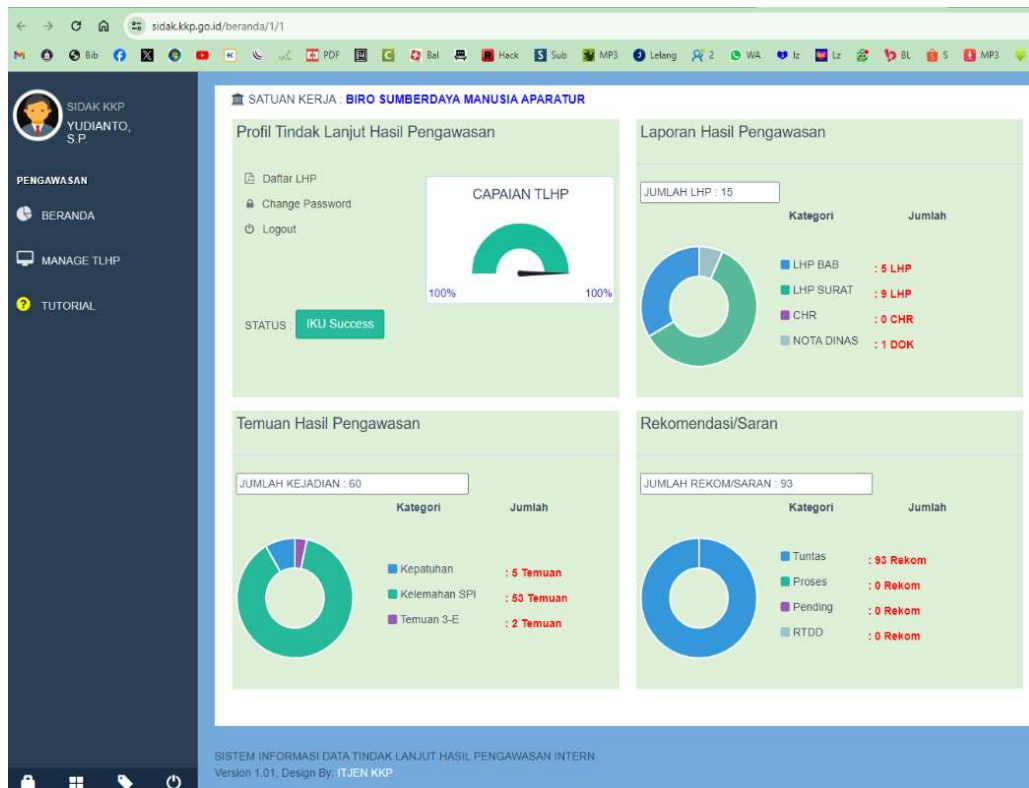 sidak.kkp.go.id/beranda/1/1
Bib
PDF
Bal
Hack
Sub
MP3
Lelang
2
WA
Iz
Lz
BL
S
MP3
SIDAK KKP
YUDIANTO,
S.P.
PENGAWASAN
BERANDA
MANAGE TLHP
TUTORIAL
SATUAN KERJA : BIRO SUMBERDAYA MANUSIA APARATUR
Profil Tindak Lanjut Hasil Pengawasan
Daftar LHP
Change Password
Logout
CAPAIAN TLHP
100% 100%
STATUS : IKU Success
Laporan Hasil Pengawasan
JUMLAH LHP : 15
Kategori Jumlah
LHP BAB : 5 LHP
LHP SURAT : 9 LHP
CHR : 0 CHR
NOTA DINAS : 1 DOK
Temuan Hasil Pengawasan
JUMLAH KEJADIAN : 60
Kategori Jumlah
Kepatuhan : 5 Temuan
Kelemahan SPI : 53 Temuan
Temuan 3-E : 2 Temuan
Rekomendasi/Saran
JUMLAH REKOM/SARAN : 93
Kategori Jumlah
Tuntas : 93 Rekom
Proses : 0 Rekom
Pending : 0 Rekom
RTDD : 0 Rekom
SISTEM INFORMASI DATA TINDAK LANJUT HASIL PENGAWASAN INTERN
Version 1.01, Design By: ITJEN KKP